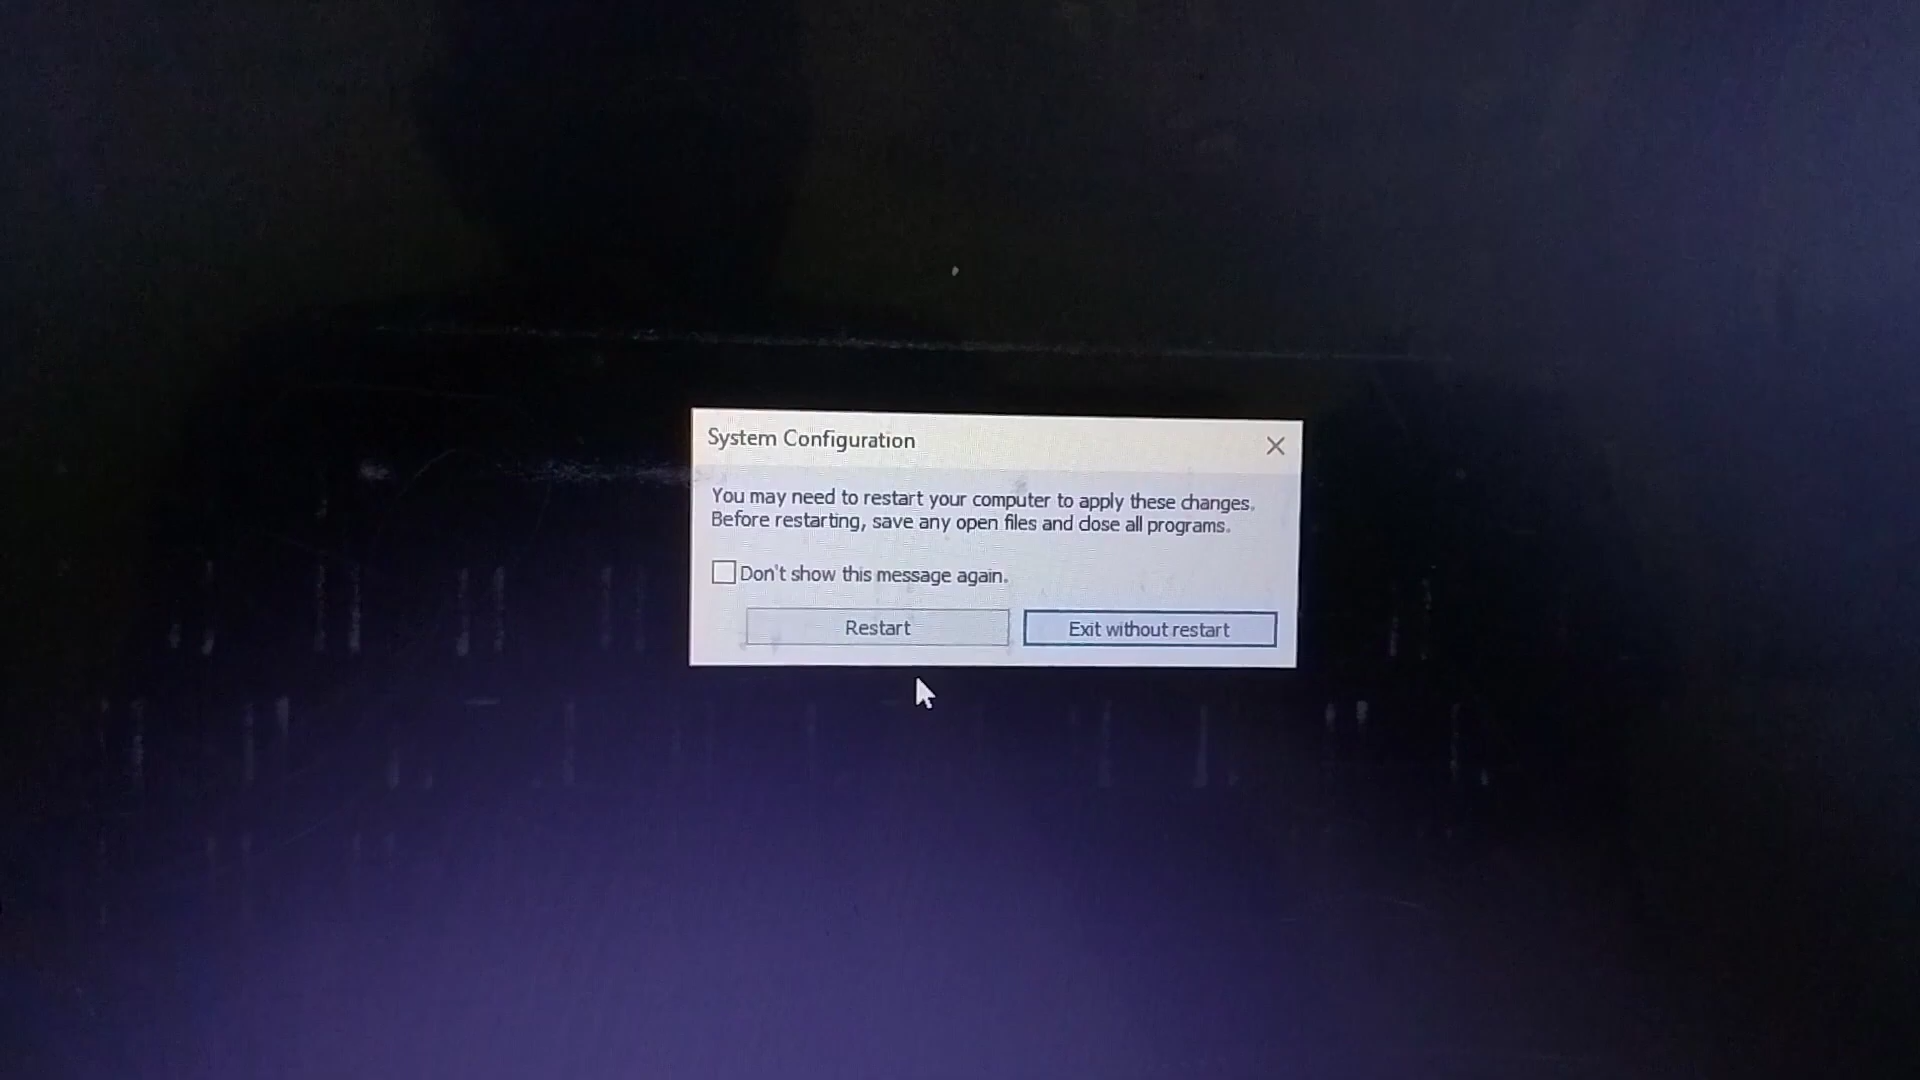 System Configuration
You may need to restart your computer to apply these changes.
Before restarting, save any open files and close all programs.
Don't show this message again.
Restart
Exit without restart